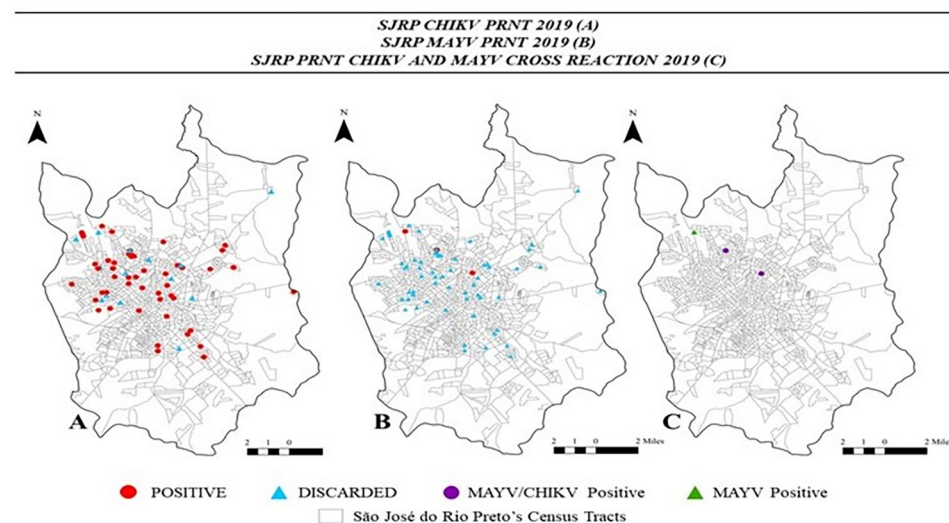 SJRP CHIKV PRNT 2019 (A)
SJRP MAYV PRNT 2019 (B)
SJRP PRNT CHIKV AND MAYV CROSS REACTION 2019 (C)
N
N
N
A
B
C
2 1 0
2 1 0 2 Miles
2 1 0 2 Mile
POSITIVE
DISCARDED
MAYV/CHIKV Positive
MAYV Positive
São José do Rio Preto's Census Tracts